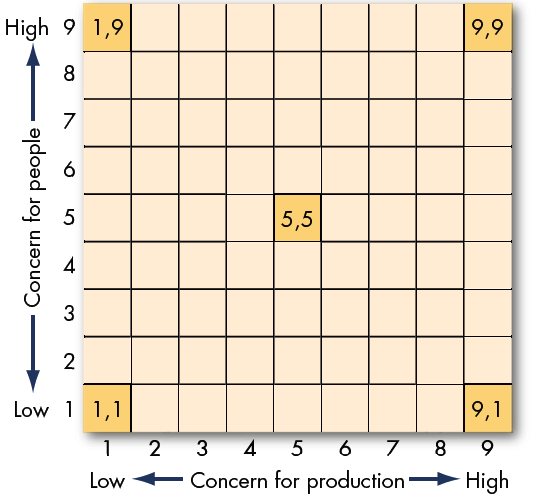 High 9 1,9 9,9
8
7
6
Concern for people
5 5,5
4
3
2
Low 1 1,1 9,1
1 2 3 4 5 6 7 8 9
Low Concern for production High